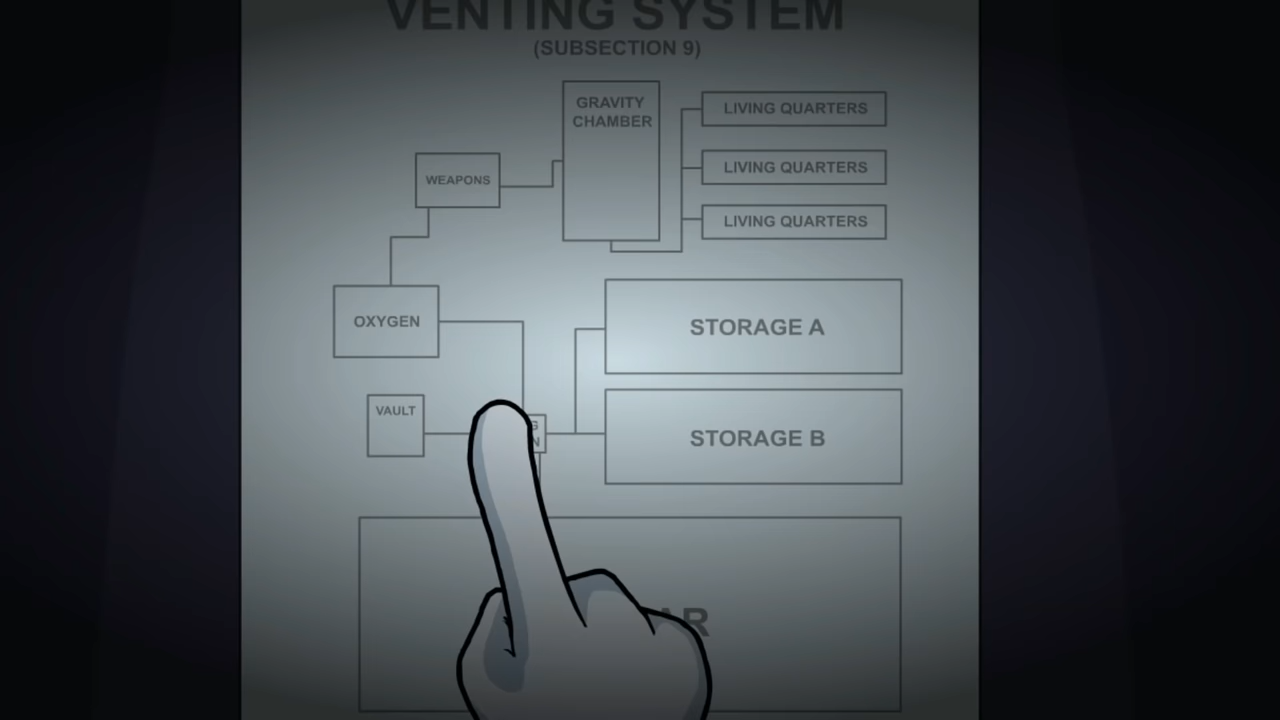 VENTING SYSTEM
(SUBSECTION 9)
GRAVITY
CHAMBER
LIVING QUARTERS
WEAPONS
LIVING QUARTERS
LIVING QUARTERS
OXYGEN
STORAGE A
VAULT
STORAGE B